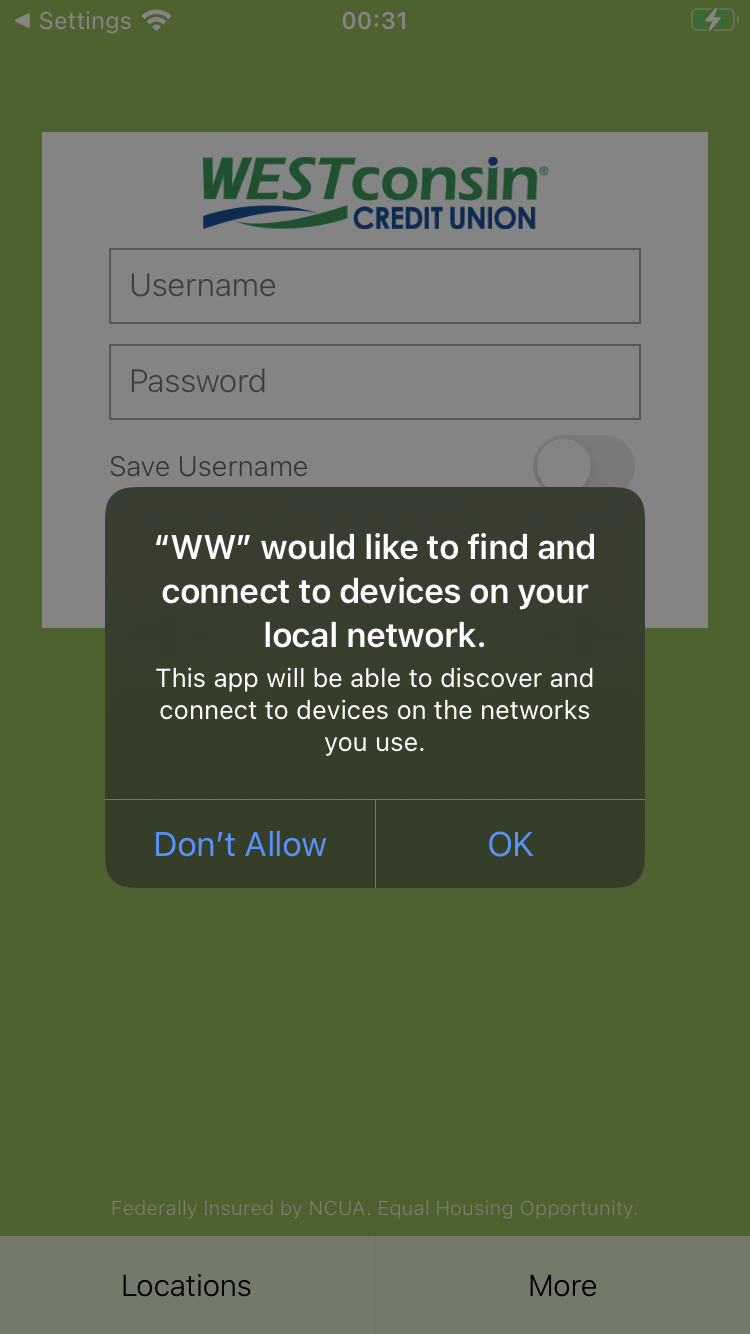 Settings 00:31
WESTconsin®
CREDIT UNION
Username
Password
Save Username
“WW” would like to find and
connect to devices on your
local network.
This app will be able to discover and
connect to devices on the networks
you use.
Don’t Allow OK
Federally Insured by NCUA. Equal Housing Opportunity.
Locations More